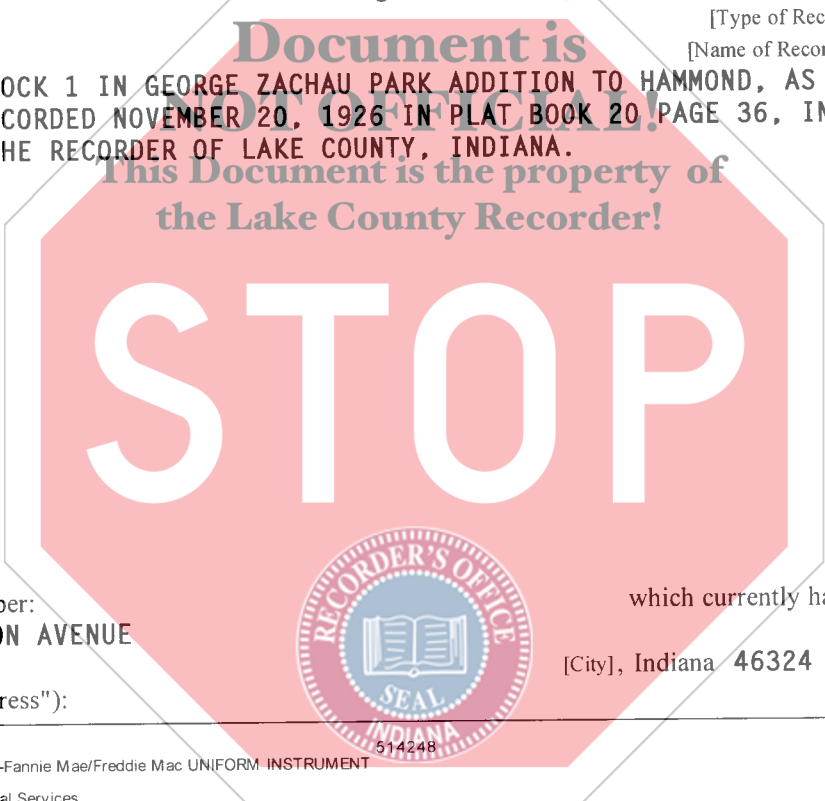 [Type of Rec
Document is
[Name of Recor
OCK 1 IN GEORGE ZACHAU PARK ADDITION TO HAMMOND, AS
NOT OFFICIAL!
CORDED NOVEMBER 20, 1926 IN PLAT BOOK 20 PAGE 36, IN
HE RECORDER OF LAKE COUNTY, INDIANA.
This Document is the property of
the Lake County Recorder!
STOP
RECORDER'S OFFICE
SEAL
INDIANA
ber:
which currently ha
ON AVENUE
[City], Indiana 46324
ress"):
514248
-Fannie Mae/Freddie Mac UNIFORM INSTRUMENT
al Services